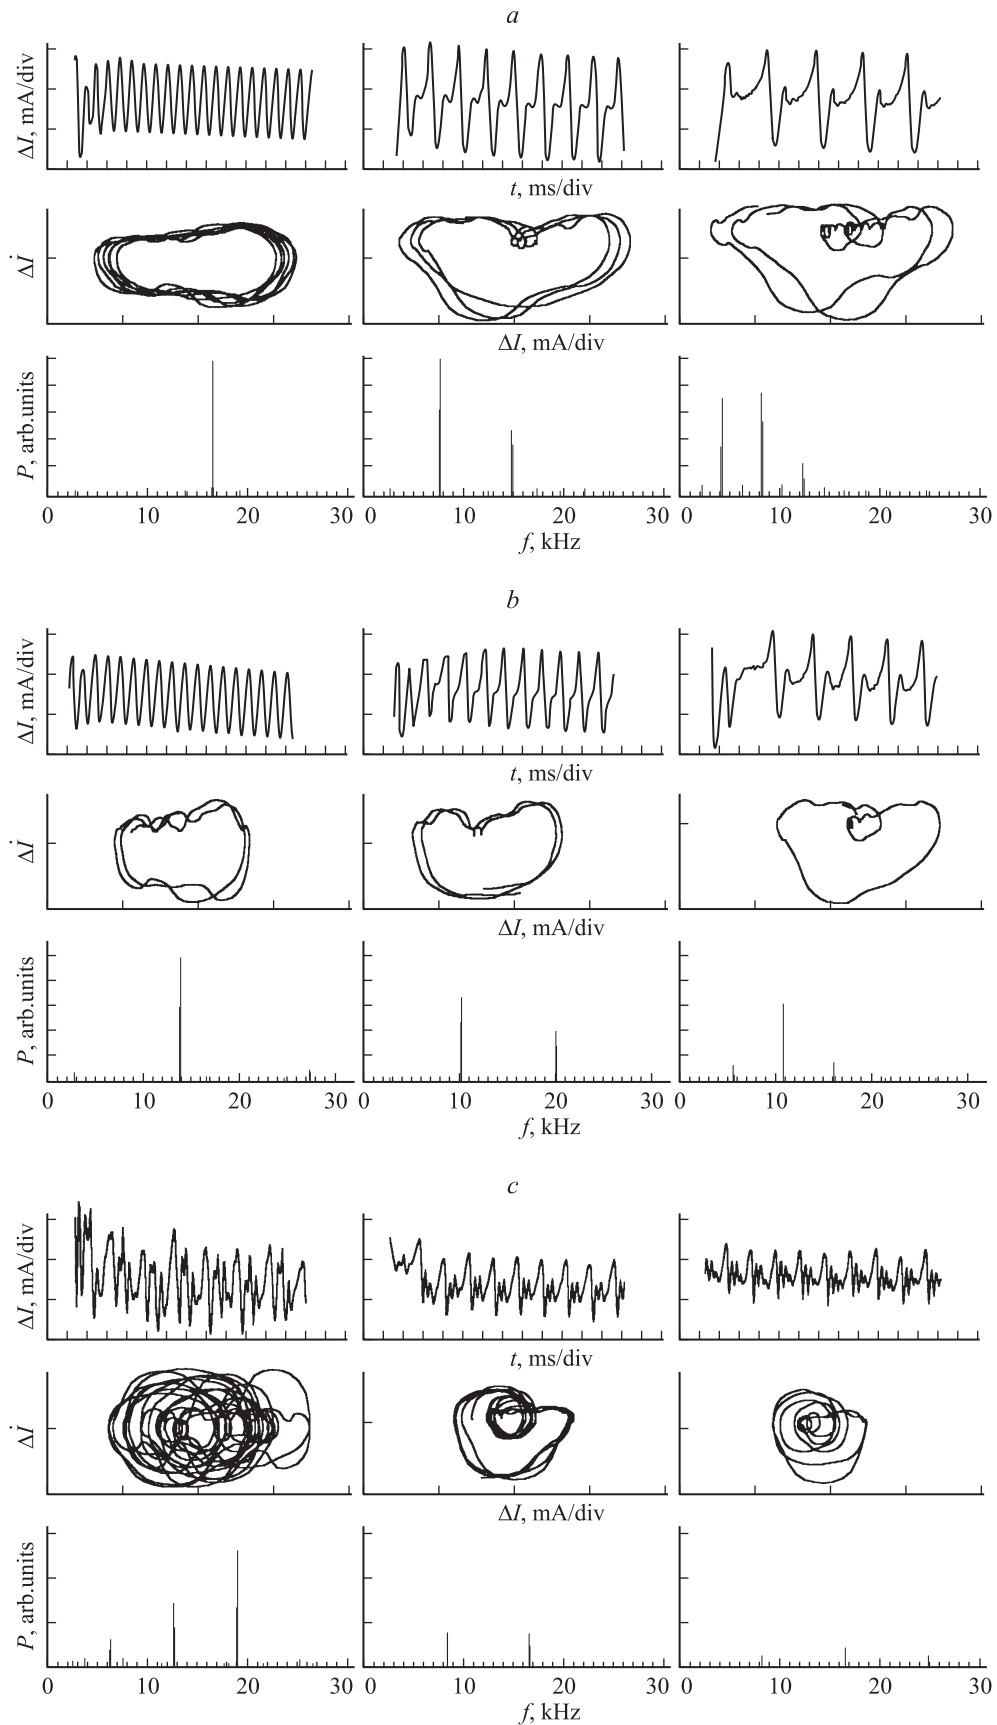 a
ΔI, mA/div
t, ms/div
Δİ
ΔI, mA/div
P, arb.units
0 10 20 30 0 10 20 30 0 10 20 30
f, kHz
b
ΔI, mA/div
t, ms/div
Δİ
ΔI, mA/div
P, arb.units
0 10 20 30 0 10 20 30 0 10 20 30
f, kHz
c
ΔI, mA/div
t, ms/div
Δİ
ΔI, mA/div
P, arb.units
0 10 20 30 0 10 20 30 0 10 20 30
f, kHz